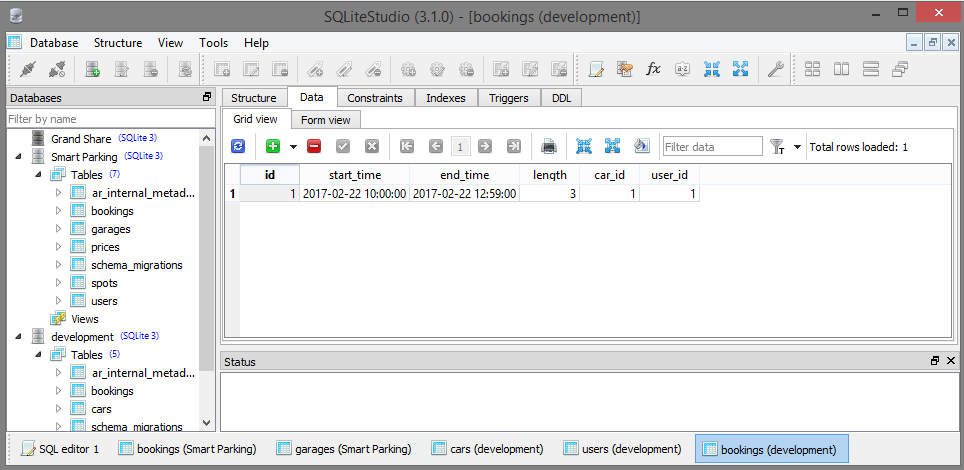 SQLiteStudio (3.1.0) - [bookings (development)]
Database Structure View Tools Help
Databases
Filter by name
Grand Share (SQLite 3)
Smart Parking (SQLite 3)
Tables (7)
ar_internal_metad...
bookings
garages
prices
schema_migrations
spots
users
Views
development (SQLite 3)
Tables (5)
ar_internal_metad...
bookings
cars
schema_migrations
Structure Data Constraints Indexes Triggers DDL
Grid view Form view
1 Filter data Total rows loaded: 1
id start_time end_time length car_id user_id
1 1 2017-02-22 10:00:00 2017-02-22 12:59:00 3 1 1
Status
SQL editor 1 bookings (Smart Parking) garages (Smart Parking) cars (development) users (development) bookings (development)